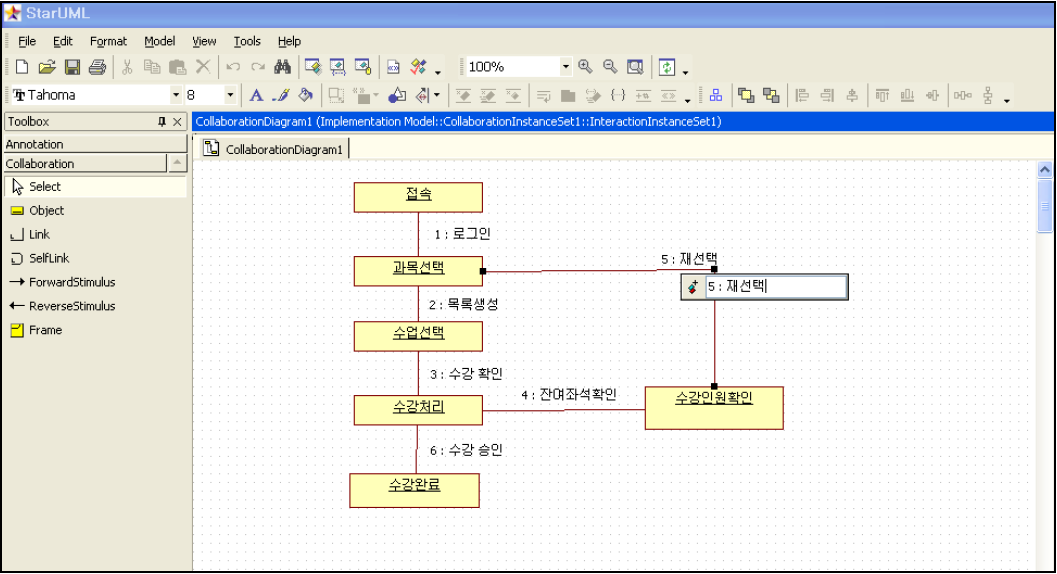 StarUML
File Edit Format Model View Tools Help
100%
Tahoma 8
Toolbox
CollaborationDiagram1 (Implementation Model::CollaborationInstanceSet1::InteractionInstanceSet1)
Annotation
CollaborationDiagram1
Collaboration
Select
Object
Link
SelfLink
ForwardStimulus
ReverseStimulus
Frame
접속
1 : 로그인
과목선택
5 : 재선택
5 : 재선택
2 : 목록생성
수업선택
3 : 수강 확인
수강처리
4 : 잔여좌석확인
수강인원확인
6 : 수강 승인
수강완료